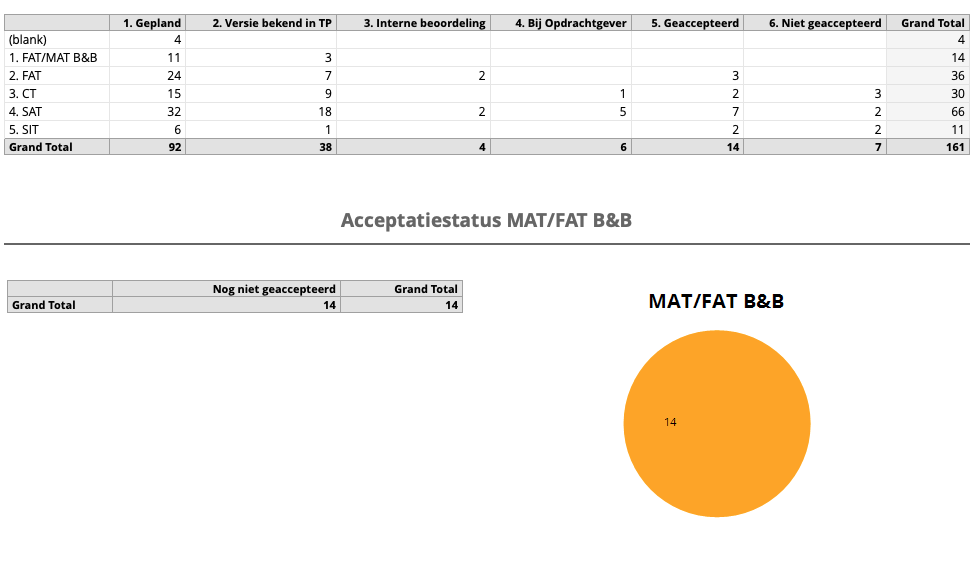 1. Gepland 2. Versie bekend in TP 3. Interne beoordeling 4. Bij Opdrachtgever 5. Geaccepteerd 6. Niet geaccepteerd Grand Total
(blank) 4 4
1. FAT/MAT B&B 11 3 14
2. FAT 24 7 2 3 36
3. CT 15 9 1 2 3 30
4. SAT 32 18 2 5 7 2 66
5. SIT 6 1 2 2 11
Grand Total 92 38 4 6 14 7 161
Acceptatiestatus MAT/FAT B&B
Nog niet geaccepteerd Grand Total
Grand Total 14 14
MAT/FAT B&B
14